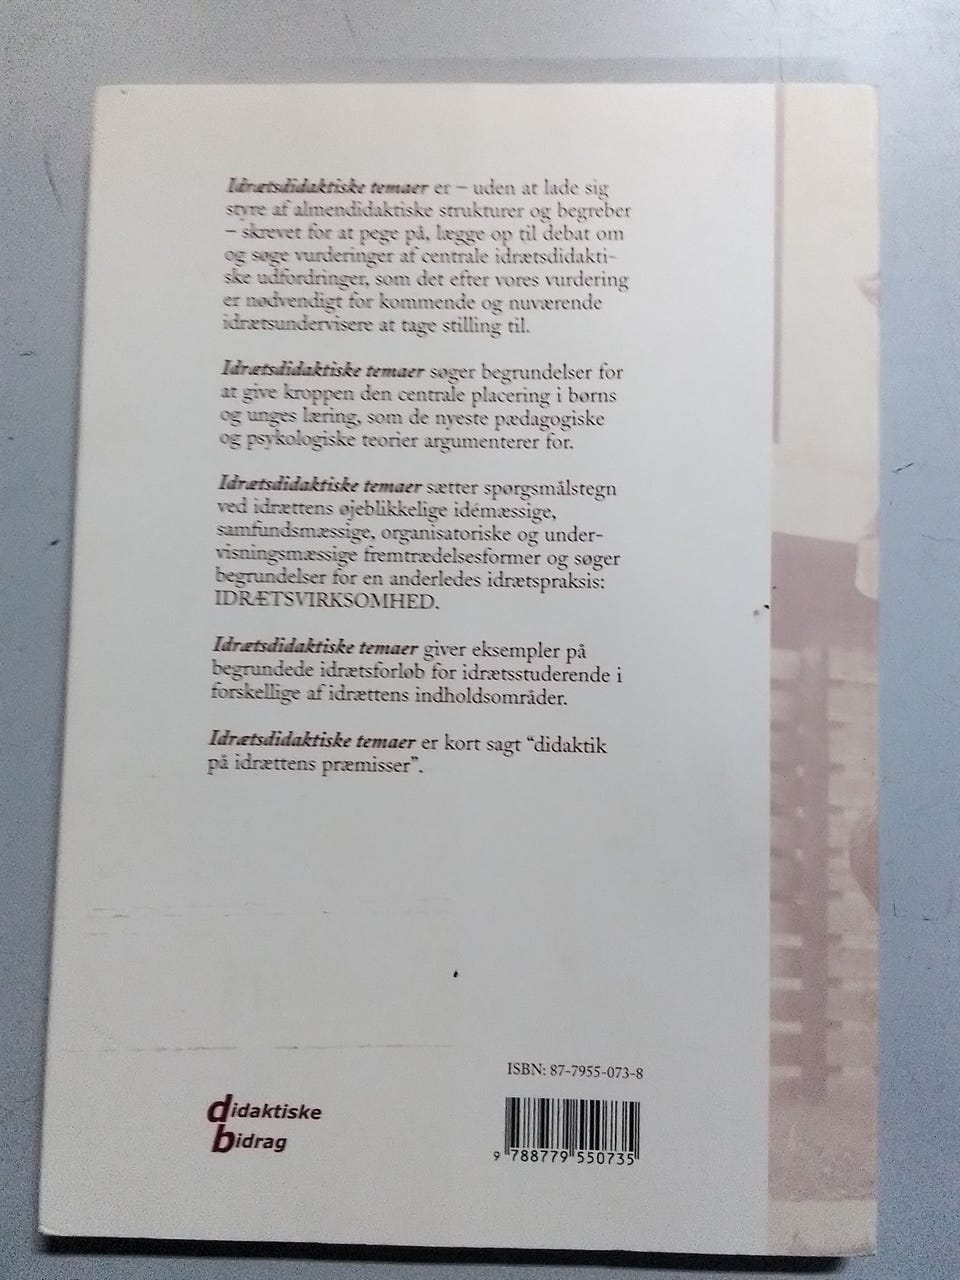 Idrætsdidaktiske temaer er – uden at lade sig
styre af almendidaktiske strukturer og begreber
– skrevet for at pege på, lægge op til debat om
og søge vurderinger af centrale idrætsdidakti-
ske udfordringer, som det efter vores vurdering
er nødvendigt for kommende og nuværende
idrætsundervisere at tage stilling til.
Idrætsdidaktiske temaer søger begrundelser for
at give kroppen den centrale placering i børns
og unges læring, som de nyeste pædagogiske
og psykologiske teorier argumenterer for.
Idrætsdidaktiske temaer sætter spørgsmålstegn
ved idrættens øjeblikkelige idémæssige,
samfundsmæssige, organisatoriske og under-
visningsmæssige fremtrædelsesformer og søger
begrundelser for en anderledes idrætspraksis:
IDRÆTSVIRKSOMHED.
Idrætsdidaktiske temaer giver eksempler på
begrundede idrætsforløb for idrætsstuderende i
forskellige af idrættens indholdsområder.
Idrætsdidaktiske temaer er kort sagt “didaktik
på idrættens præmisser”.
ISBN: 87-7955-073-8
didaktiske
bidrag
9 788779 550735